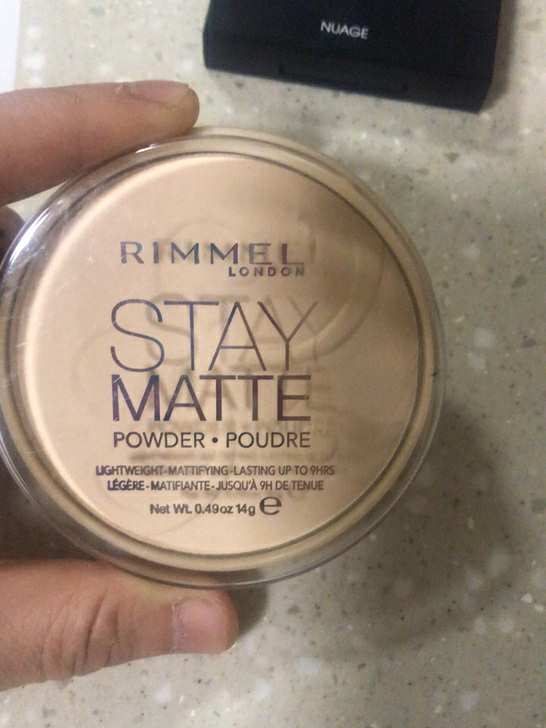 NUAGE
RIMMEL
LONDON
STAY
MATTE
POWDER • POUDRE
LIGHTWEIGHT-MATTIFYING-LASTING UP TO 9HRS
LÉGÈRE-MATIFIANTE-JUSQU'À 9H DE TENUE
Net Wt. 0.49oz 14g e